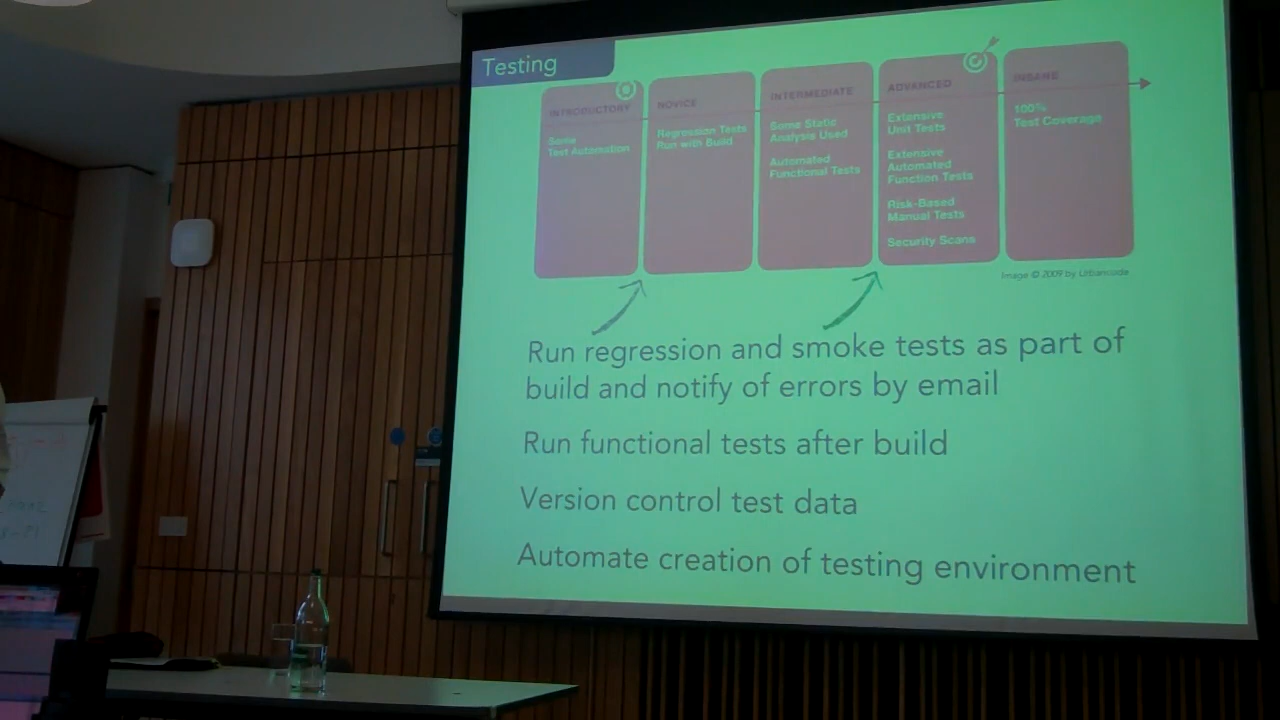 Testing
INTRODUCTORY
Some
Test Automation
NOVICE
Regression Tests
Run with Build
INTERMEDIATE
Some Static
Analysis Used
Automated
Functional Tests
ADVANCED
Extensive
Unit Tests
Extensive
Automated
Function Tests
Risk-Based
Manual Tests
Security Scans
INSANE
100%
Test Coverage
Image © 2009 by Urbancode
Run regression and smoke tests as part of
build and notify of errors by email
Run functional tests after build
Version control test data
Automate creation of testing environment